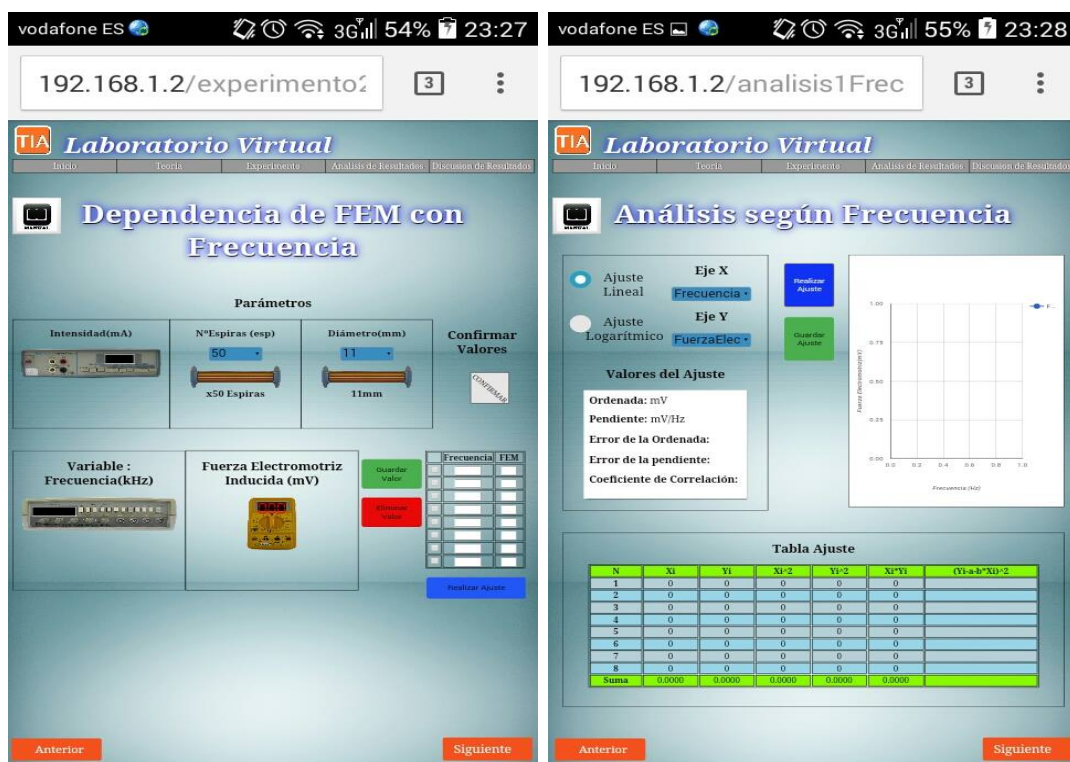 vodafone ES 3G 54% 23:27
192.168.1.2/experimento2
3
TIA Laboratorio Virtual
Inicio Teoria Experimento Analisis de Resultados Discusion de Resultados
MANUAL
Dependencia de FEM con
Frecuencia
Parámetros
Intensidad(mA)
NºEspiras (esp)
50
x50 Espiras
Diámetro(mm)
11
11mm
Confirmar
Valores
CONFIRMAR
Variable :
Frecuencia(kHz)
Fuerza Electromotriz
Inducida (mV)
Guardar
Valor
Eliminar
Valor
Frecuencia FEM
Realizar Ajuste
Anterior Siguiente
vodafone ES 3G 55% 23:28
192.168.1.2/analisis1Frec
3
TIA Laboratorio Virtual
Inicio Teoria Experimento Analisis de Resultados Discusion de Resultados
MANUAL
Análisis según Frecuencia
Ajuste
Lineal
Eje X
Frecuencia
Ajuste
Logarítmico
Eje Y
FuerzaElec
Realizar
Ajuste
Guardar
Ajuste
Valores del Ajuste
Ordenada: mV
Pendiente: mV/Hz
Error de la Ordenada:
Error de la pendiente:
Coeficiente de Correlación:
F...
Fuerza Electromotriz(mV)
1.00
0.75
0.50
0.25
0.00
0.0 0.2 0.4 0.6 0.8 1.0
Frecuencia (Hz)
Tabla Ajuste
N Xi Yi Xi^2 Yi^2 Xi*Yi (Yi-a-b*Xi)^2
1 0 0 0 0 0
2 0 0 0 0 0
3 0 0 0 0 0
4 0 0 0 0 0
5 0 0 0 0 0
6 0 0 0 0 0
7 0 0 0 0 0
8 0 0 0 0 0
Suma 0.0000 0.0000 0.0000 0.0000 0.0000
Anterior Siguiente